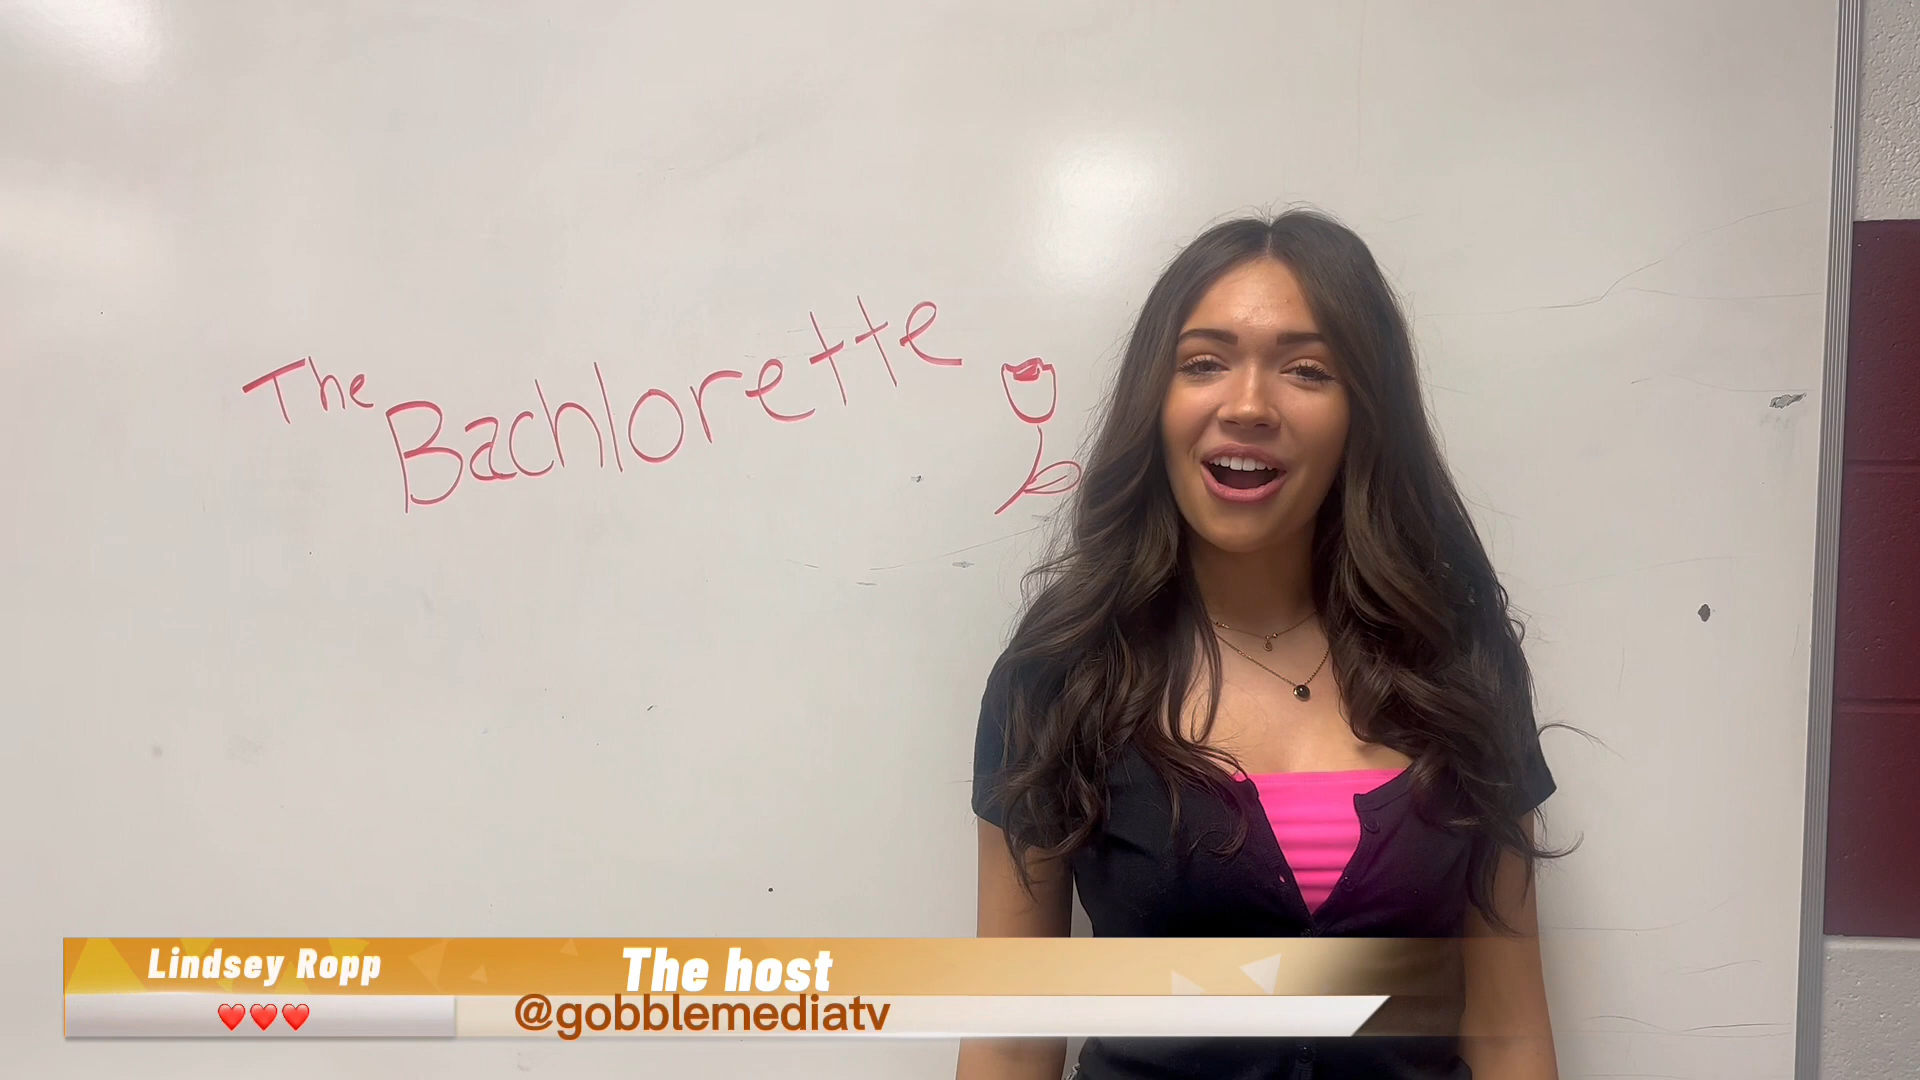 The Bachlorette
Lindsey Ropp
The host
❤️❤️❤️
@gobblemediatv